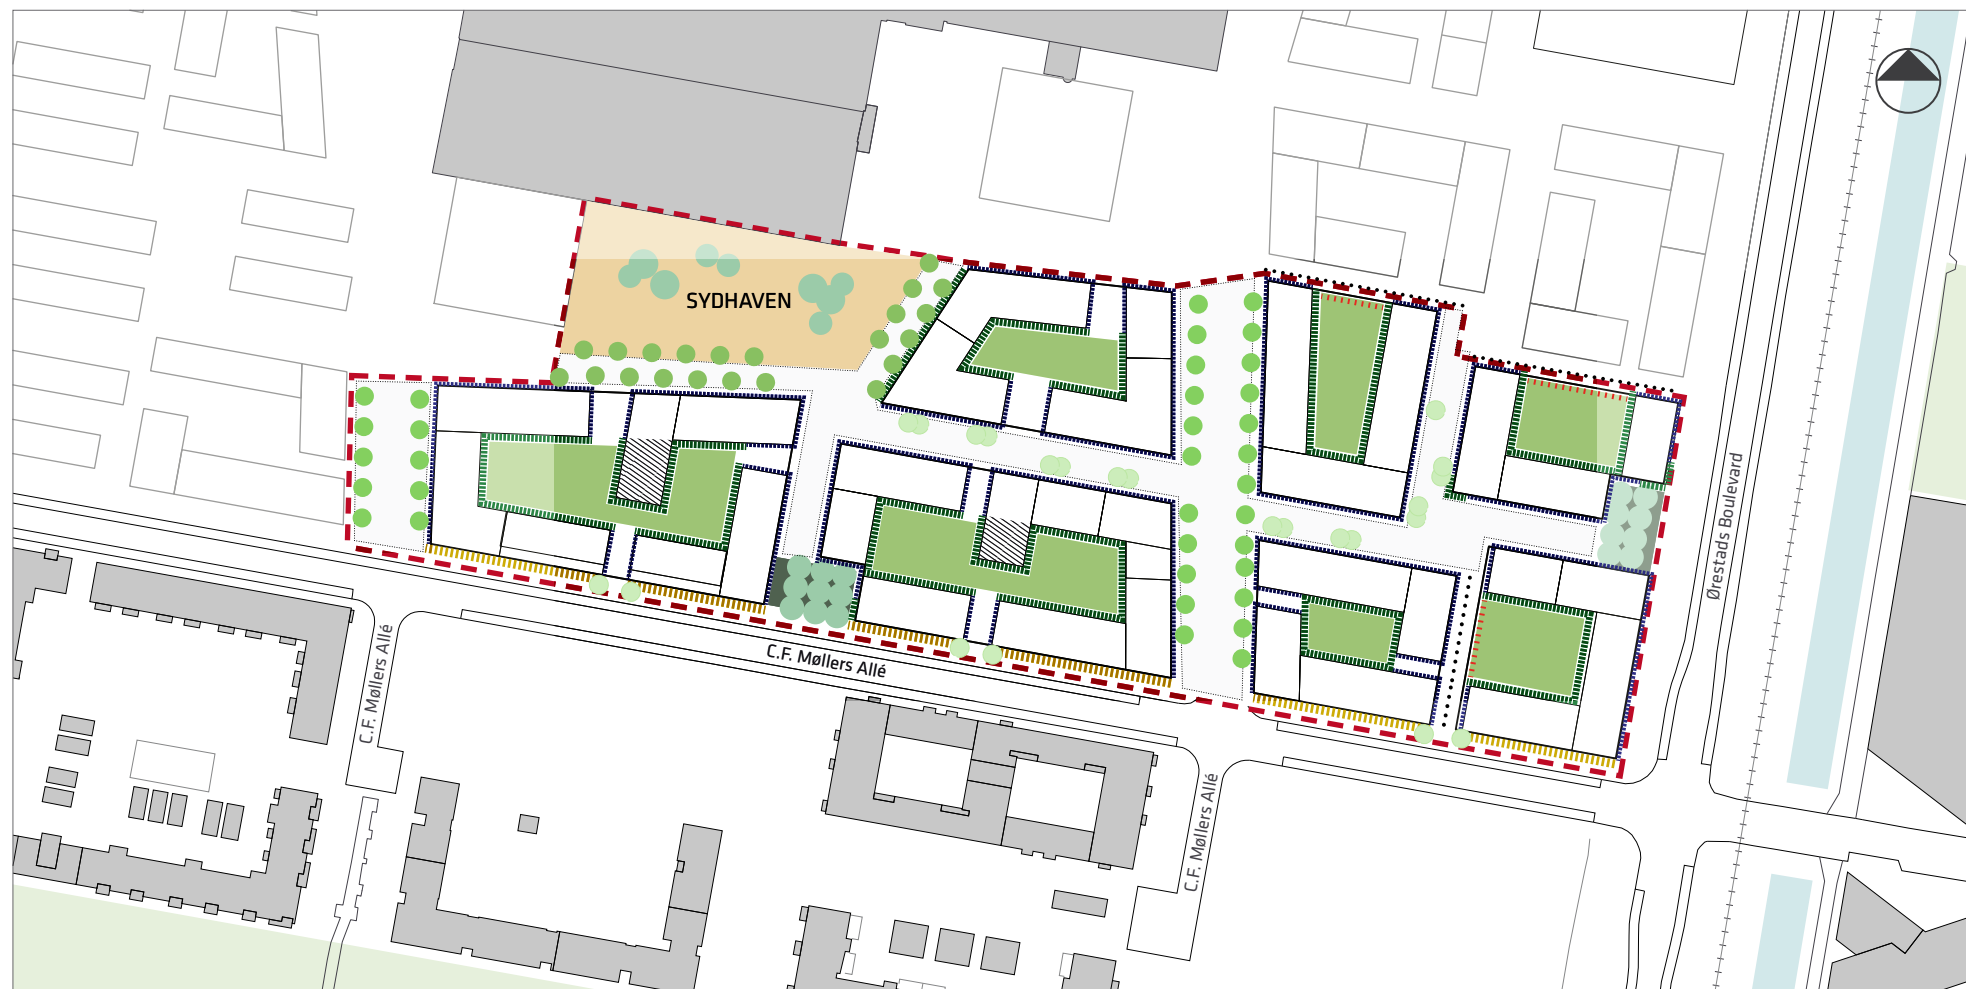 SYDHAVEN
Ørestads Boulevard
C.F. Møllers Allé
C.F. Møllers Allé
C.F. Møllers Allé